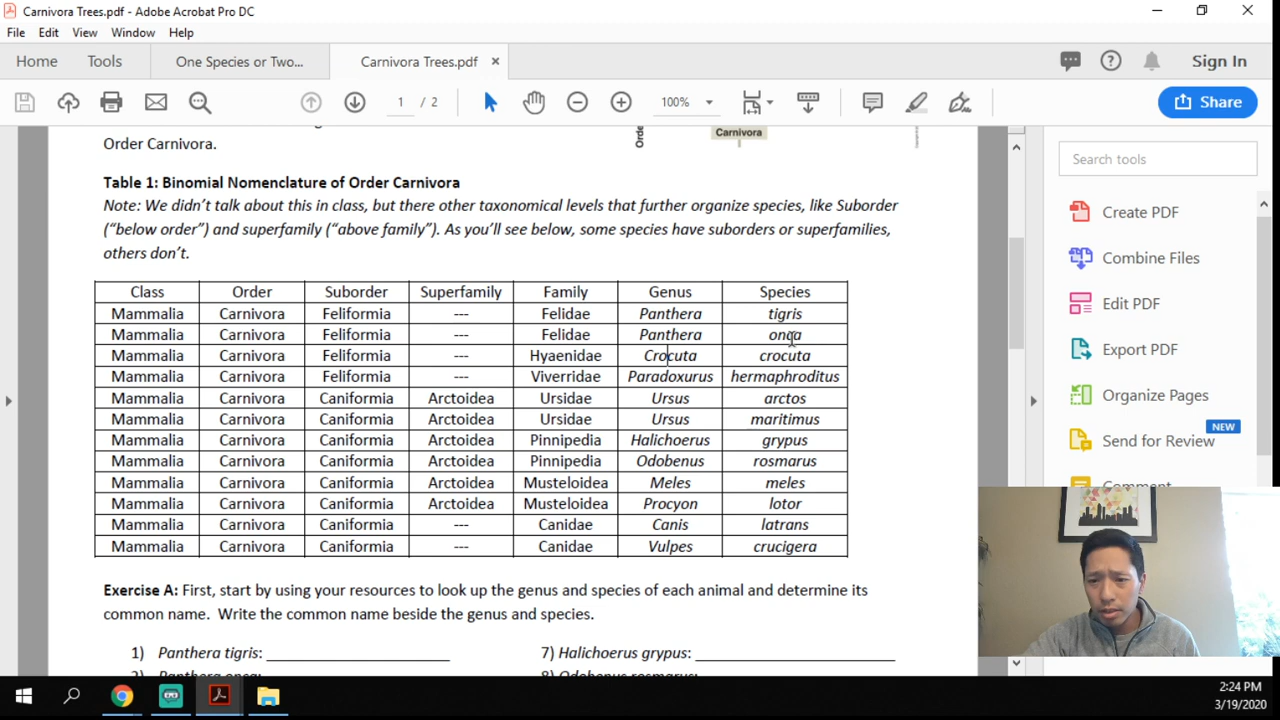 Carnivora Trees.pdf - Adobe Acrobat Pro DC
File Edit View Window Help
Home Tools One Species or Two... Carnivora Trees.pdf × Sign In
1 / 2 100% Share
Order Carnivora.
Orde
Carnivora
Search tools
Table 1: Binomial Nomenclature of Order Carnivora
Note: We didn't talk about this in class, but there other taxonomical levels that further organize species, like Suborder
("below order") and superfamily ("above family"). As you'll see below, some species have suborders or superfamilies,
others don't.
Class Order Suborder Superfamily Family Genus Species
Mammalia Carnivora Feliformia --- Felidae Panthera tigris
Mammalia Carnivora Feliformia --- Felidae Panthera onca
Mammalia Carnivora Feliformia --- Hyaenidae Crocuta crocuta
Mammalia Carnivora Feliformia --- Viverridae Paradoxurus hermaphroditus
Mammalia Carnivora Caniformia Arctoidea Ursidae Ursus arctos
Mammalia Carnivora Caniformia Arctoidea Ursidae Ursus maritimus
Mammalia Carnivora Caniformia Arctoidea Pinnipedia Halichoerus grypus
Mammalia Carnivora Caniformia Arctoidea Pinnipedia Odobenus rosmarus
Mammalia Carnivora Caniformia Arctoidea Musteloidea Meles meles
Mammalia Carnivora Caniformia Arctoidea Musteloidea Procyon lotor
Mammalia Carnivora Caniformia --- Canidae Canis latrans
Mammalia Carnivora Caniformia --- Canidae Vulpes crucigera
Exercise A: First, start by using your resources to look up the genus and species of each animal and determine its
common name. Write the common name beside the genus and species.
1) Panthera tigris: ____________________ 7) Halichoerus grypus: ____________________
2) Panthera onca: 8) Odobenus rosmarus:
Create PDF
Combine Files
Edit PDF
Export PDF
Organize Pages
NEW
Send for Review
Comment
2:24 PM
3/19/2020